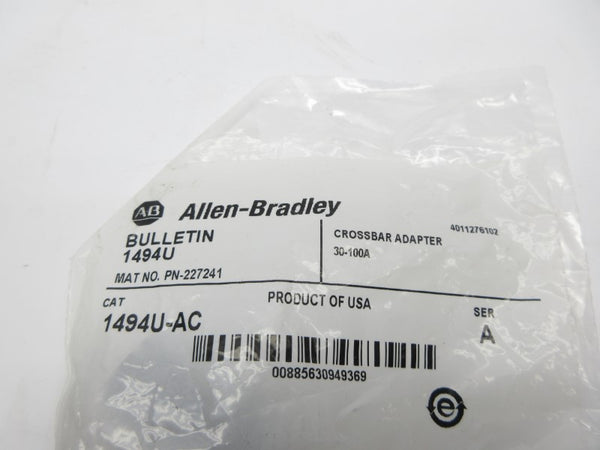 AB Allen-Bradley
BULLETIN
1494U
MAT NO. PN-227241
CROSSBAR ADAPTER 4011276102
30-100A
CAT
1494U-AC
PRODUCT OF USA
SER
A
00885630949369
e